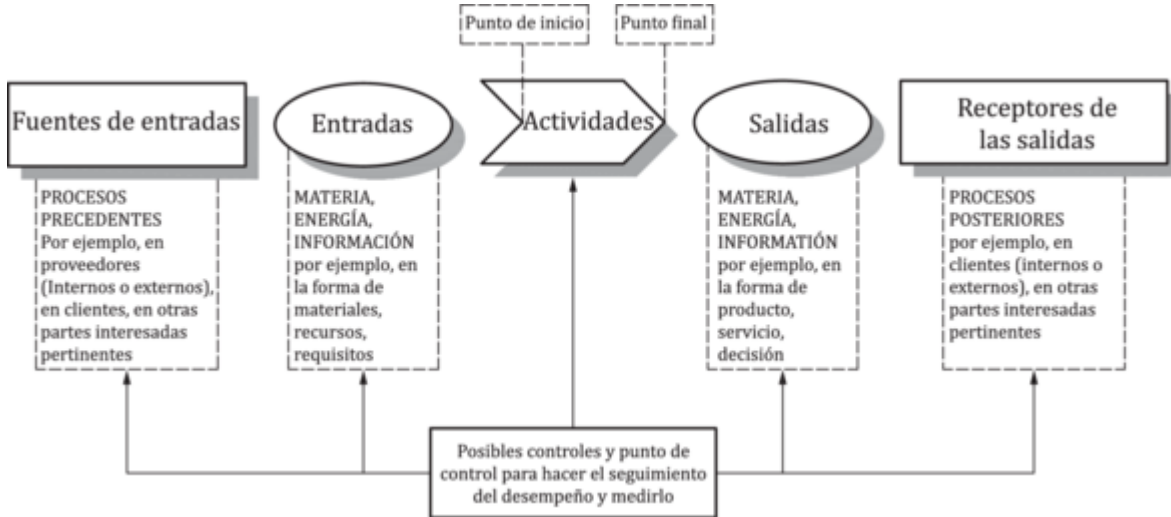 Punto de inicio
Punto final
Fuentes de entradas
Entradas
Actividades
Salidas
Receptores de
las salidas
PROCESOS
PRECEDENTES
Por ejemplo, en
proveedores
(Internos o externos),
en clientes, en otras
partes interesadas
pertinentes
MATERIA,
ENERGÍA,
INFORMACIÓN
por ejemplo, en
la forma de
materiales,
recursos,
requisitos
MATERIA,
ENERGÍA,
INFORMATIÓN
por ejemplo, en
la forma de
producto,
servicio,
decisión
PROCESOS
POSTERIORES
por ejemplo, en
clientes (internos o
externos), en otras
partes interesadas
pertinentes
Posibles controles y punto de
control para hacer el seguimiento
del desempeño y medirlo